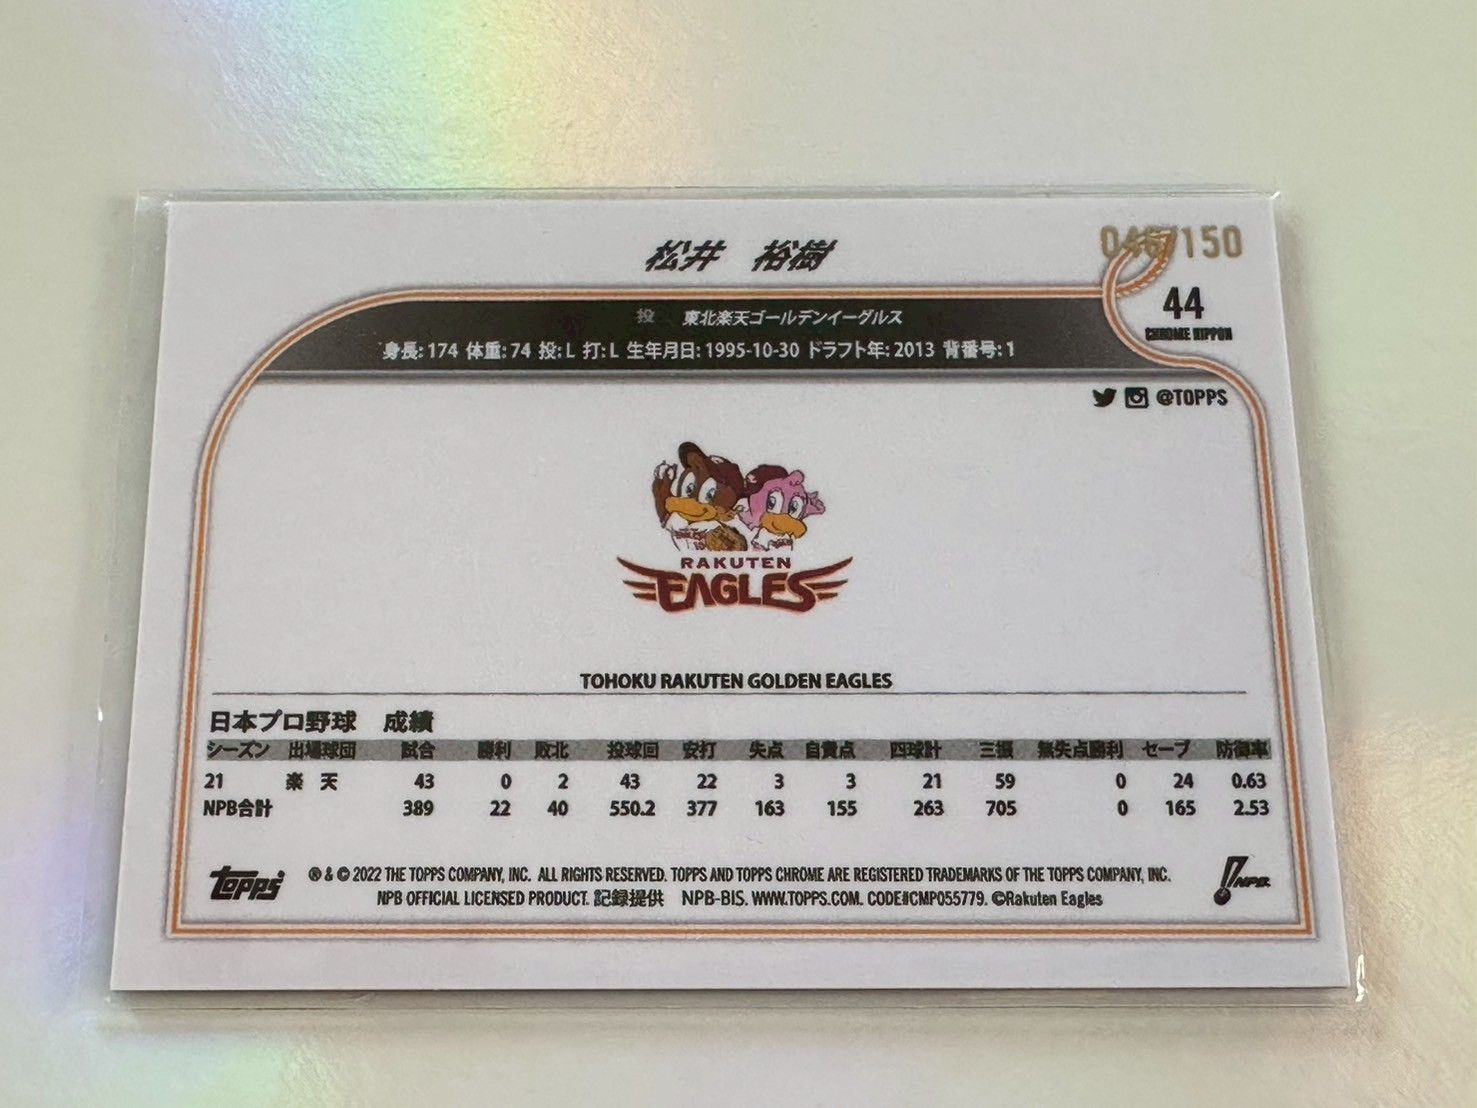 松井 裕樹
046/150
44
CHROME NIPPON
投 東北楽天ゴールデンイーグルス
身長: 174 体重: 74 投: L 打: L 生年月日: 1995-10-30 ドラフト年: 2013 背番号: 1
@TOPPS
RAKUTEN
EAGLES
TOHOKU RAKUTEN GOLDEN EAGLES
日本プロ野球 成績
シーズン 出場球団 試合 勝利 敗北 投球回 安打 失点 自責点 四球計 三振 無失点勝利 セーブ 防御率
21 楽 天 43 0 2 43 22 3 3 21 59 0 24 0.63
NPB合計 389 22 40 550.2 377 163 155 263 705 0 165 2.53
topps ® & © 2022 THE TOPPS COMPANY, INC. ALL RIGHTS RESERVED. TOPPS AND TOPPS CHROME ARE REGISTERED TRADEMARKS OF THE TOPPS COMPANY, INC.
NPB OFFICIAL LICENSED PRODUCT. 記録提供 NPB-BIS. WWW.TOPPS.COM. CODE#CMP055779. ©Rakuten Eagles
NPB